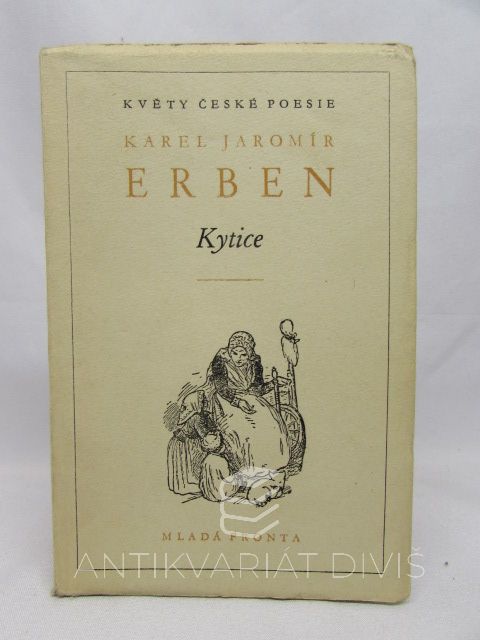 KVĚTY ČESKÉ POESIE
KAREL JAROMÍR
ERBEN
Kytice
MLADÁ FRONTA
ANTIKVARIÁT DIVIŠ